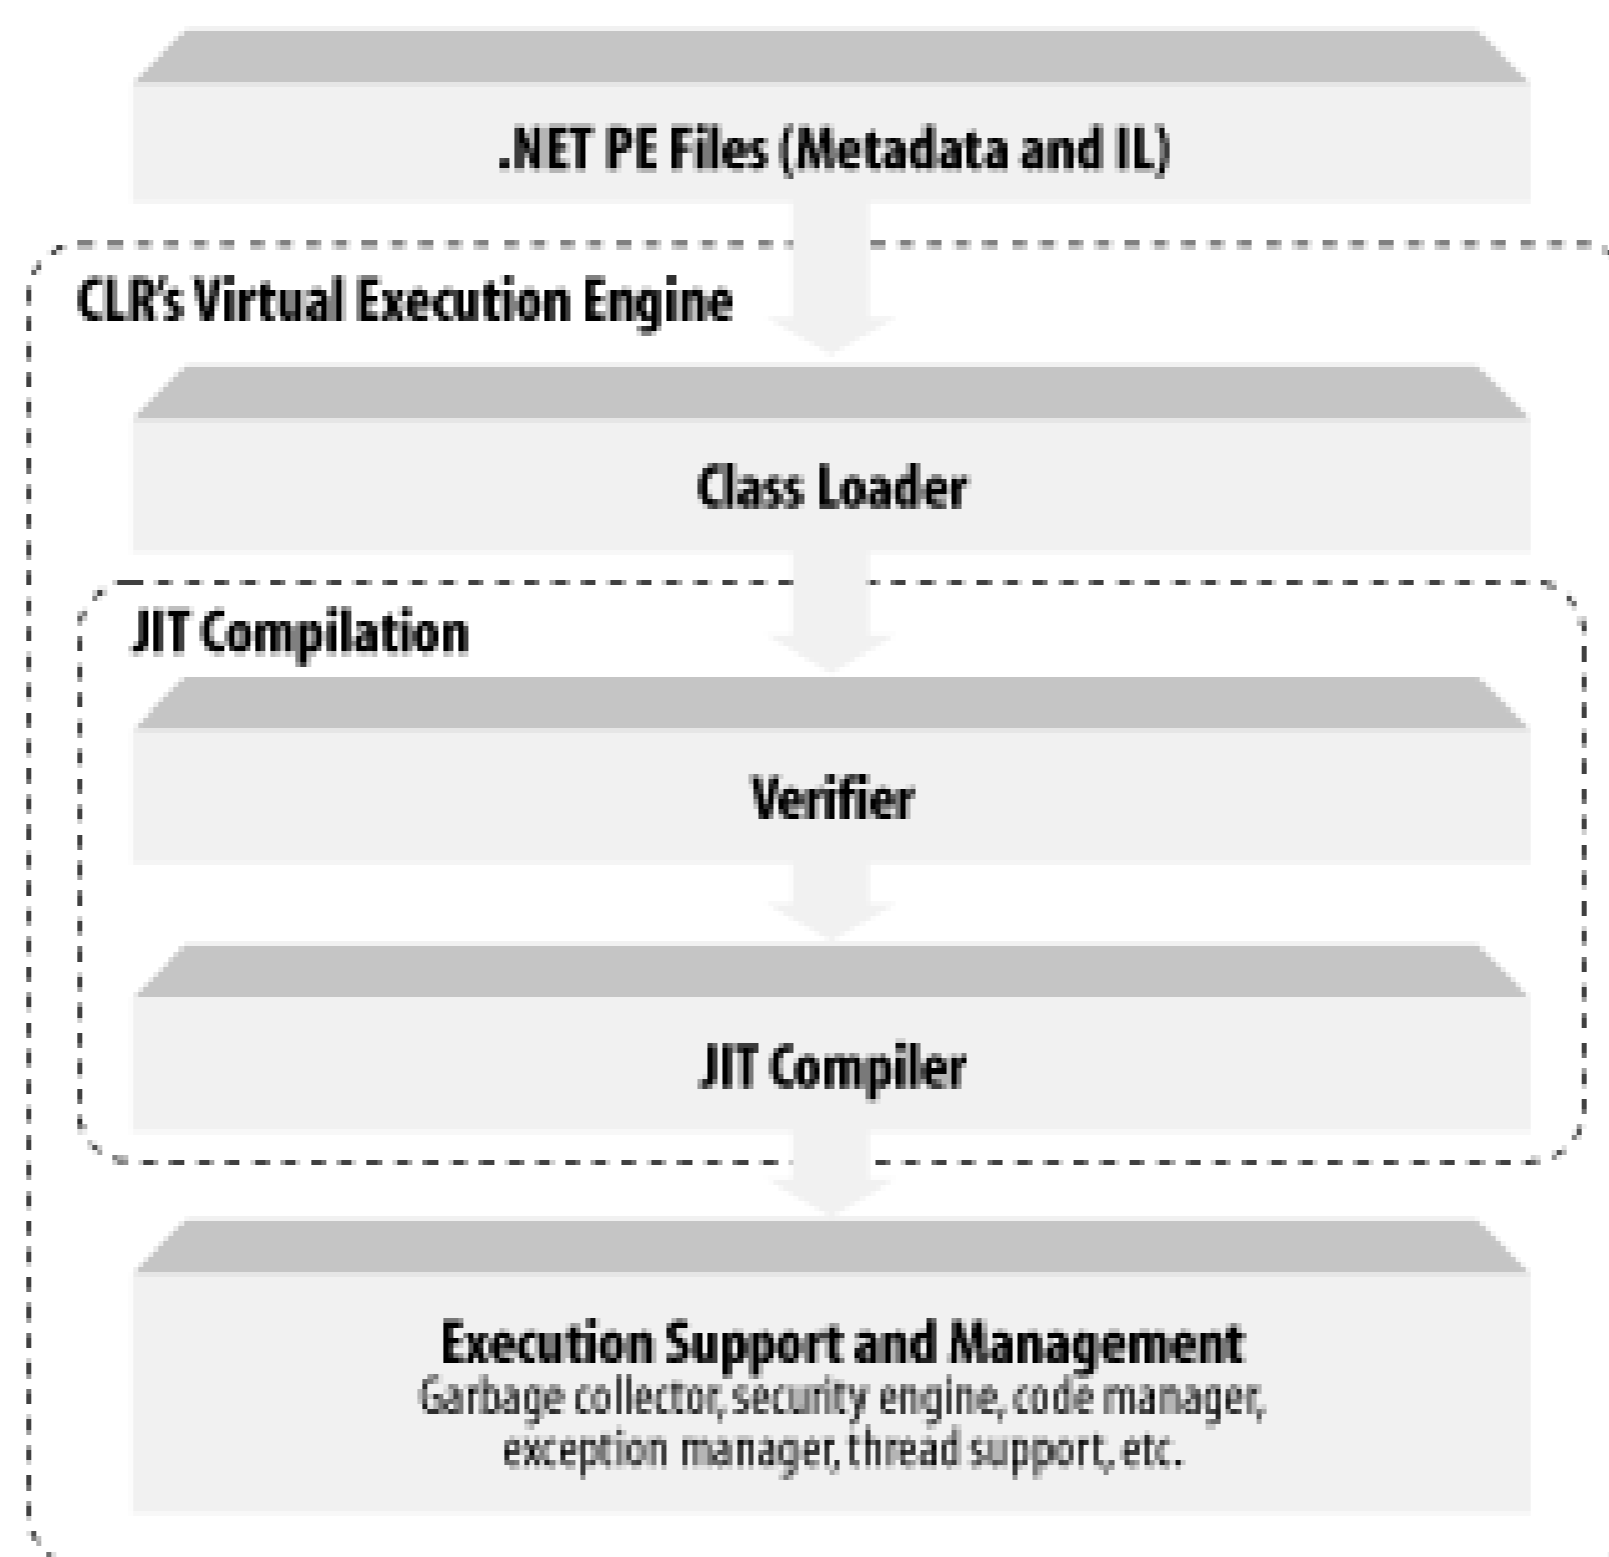 .NET PE Files (Metadata and IL)
CLR's Virtual Execution Engine
Class Loader
JIT Compilation
Verifier
JIT Compiler
Execution Support and Management
Garbage collector, security engine, code manager,
exception manager, thread support, etc.